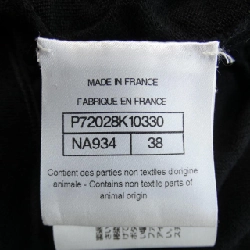 MADE IN FRANCE
FABRIQUE EN FRANCE
P72028K10330
NA934 38
Contient des parties non textiles d'origine
animale - Contains non textile parts of
animal origin